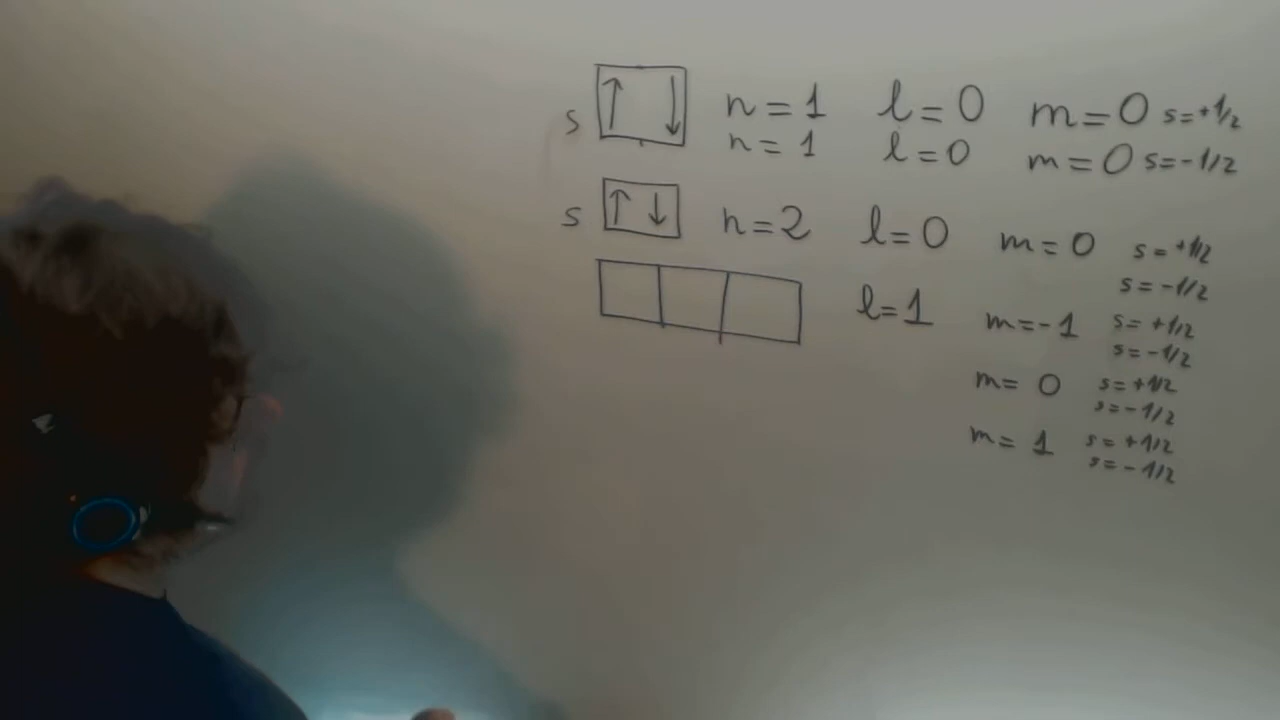 s ↑ ↓ n = 1 l = 0 m = 0 s=+1/2
n = 1 l = 0 m = 0 s=-1/2
s ↑ ↓ n = 2 l = 0 m = 0 s = +1/2
s = -1/2
l = 1 m = -1 s = +1/2
s = -1/2
m = 0 s = +1/2
s = -1/2
m = 1 s = +1/2
s = -1/2